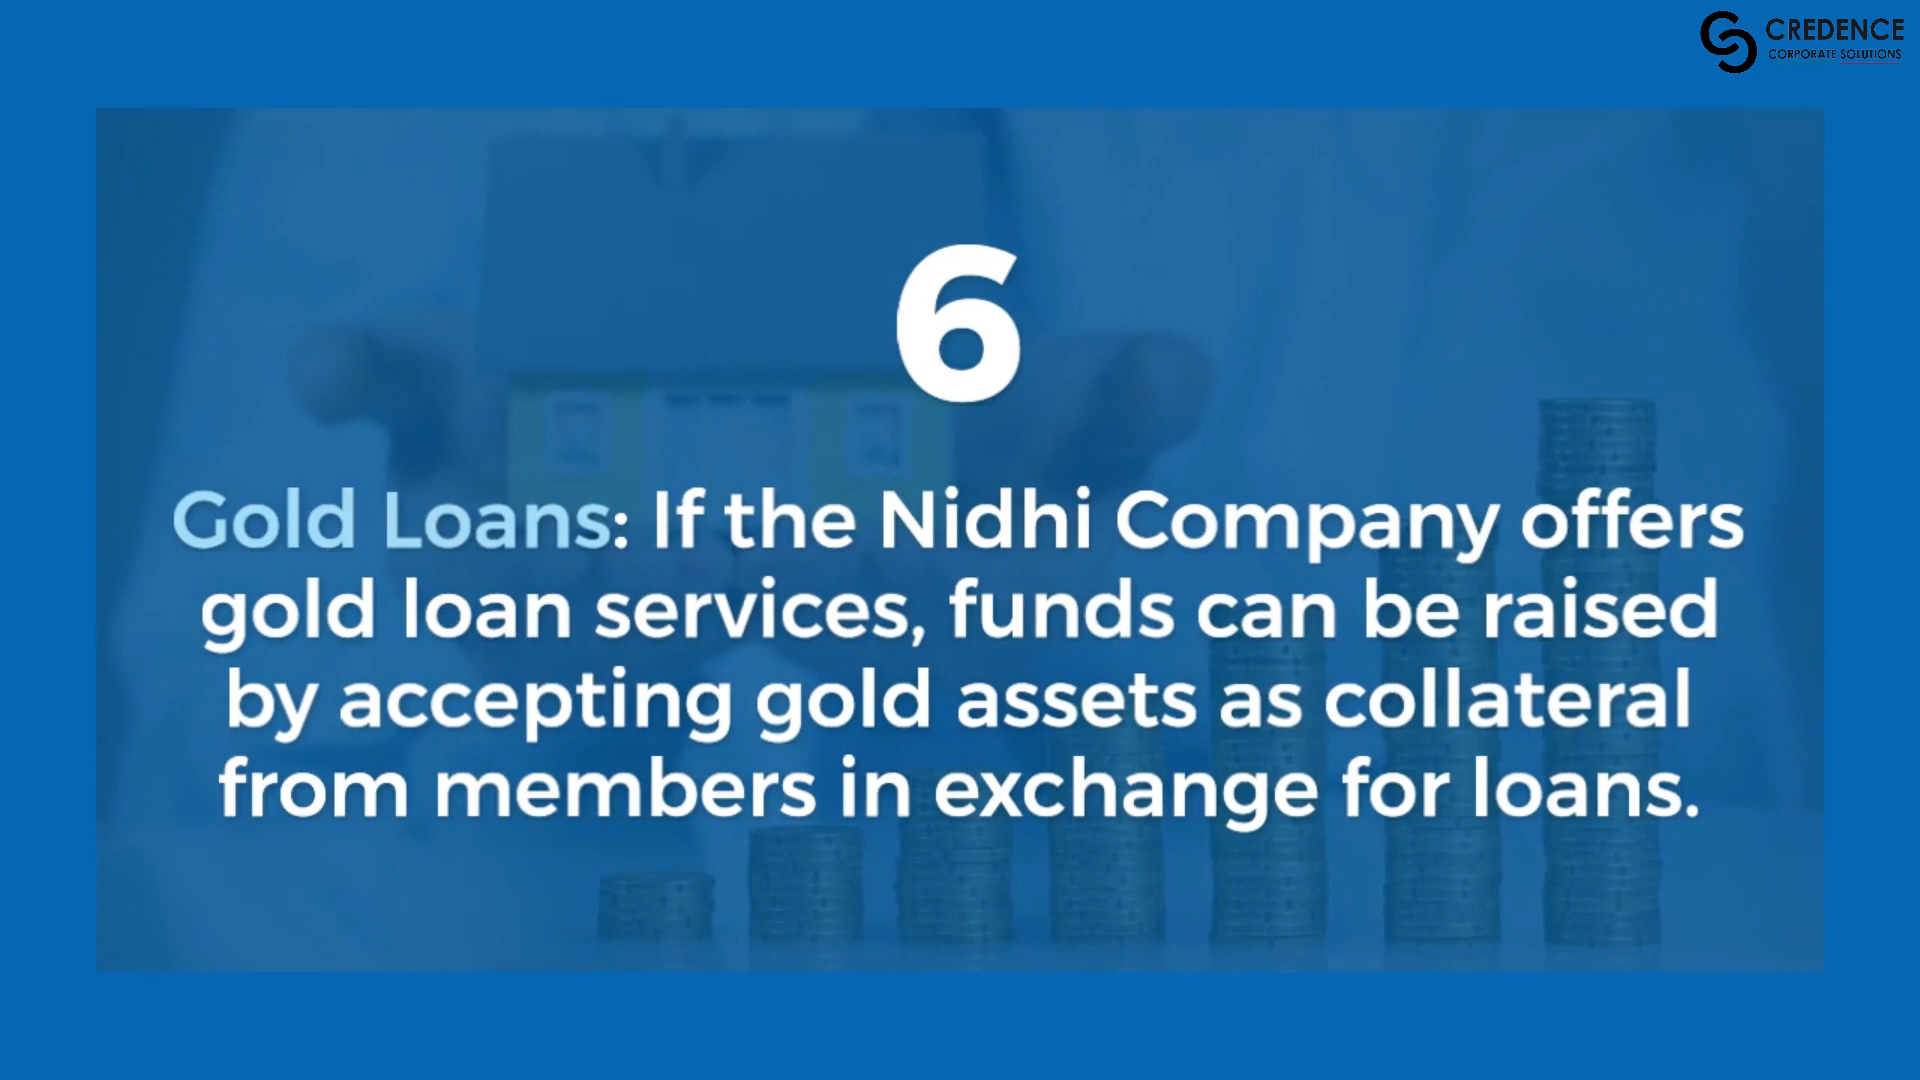 CREDENCE
CORPORATE SOLUTIONS
6
Gold Loans: If the Nidhi Company offers
gold loan services, funds can be raised
by accepting gold assets as collateral
from members in exchange for loans.